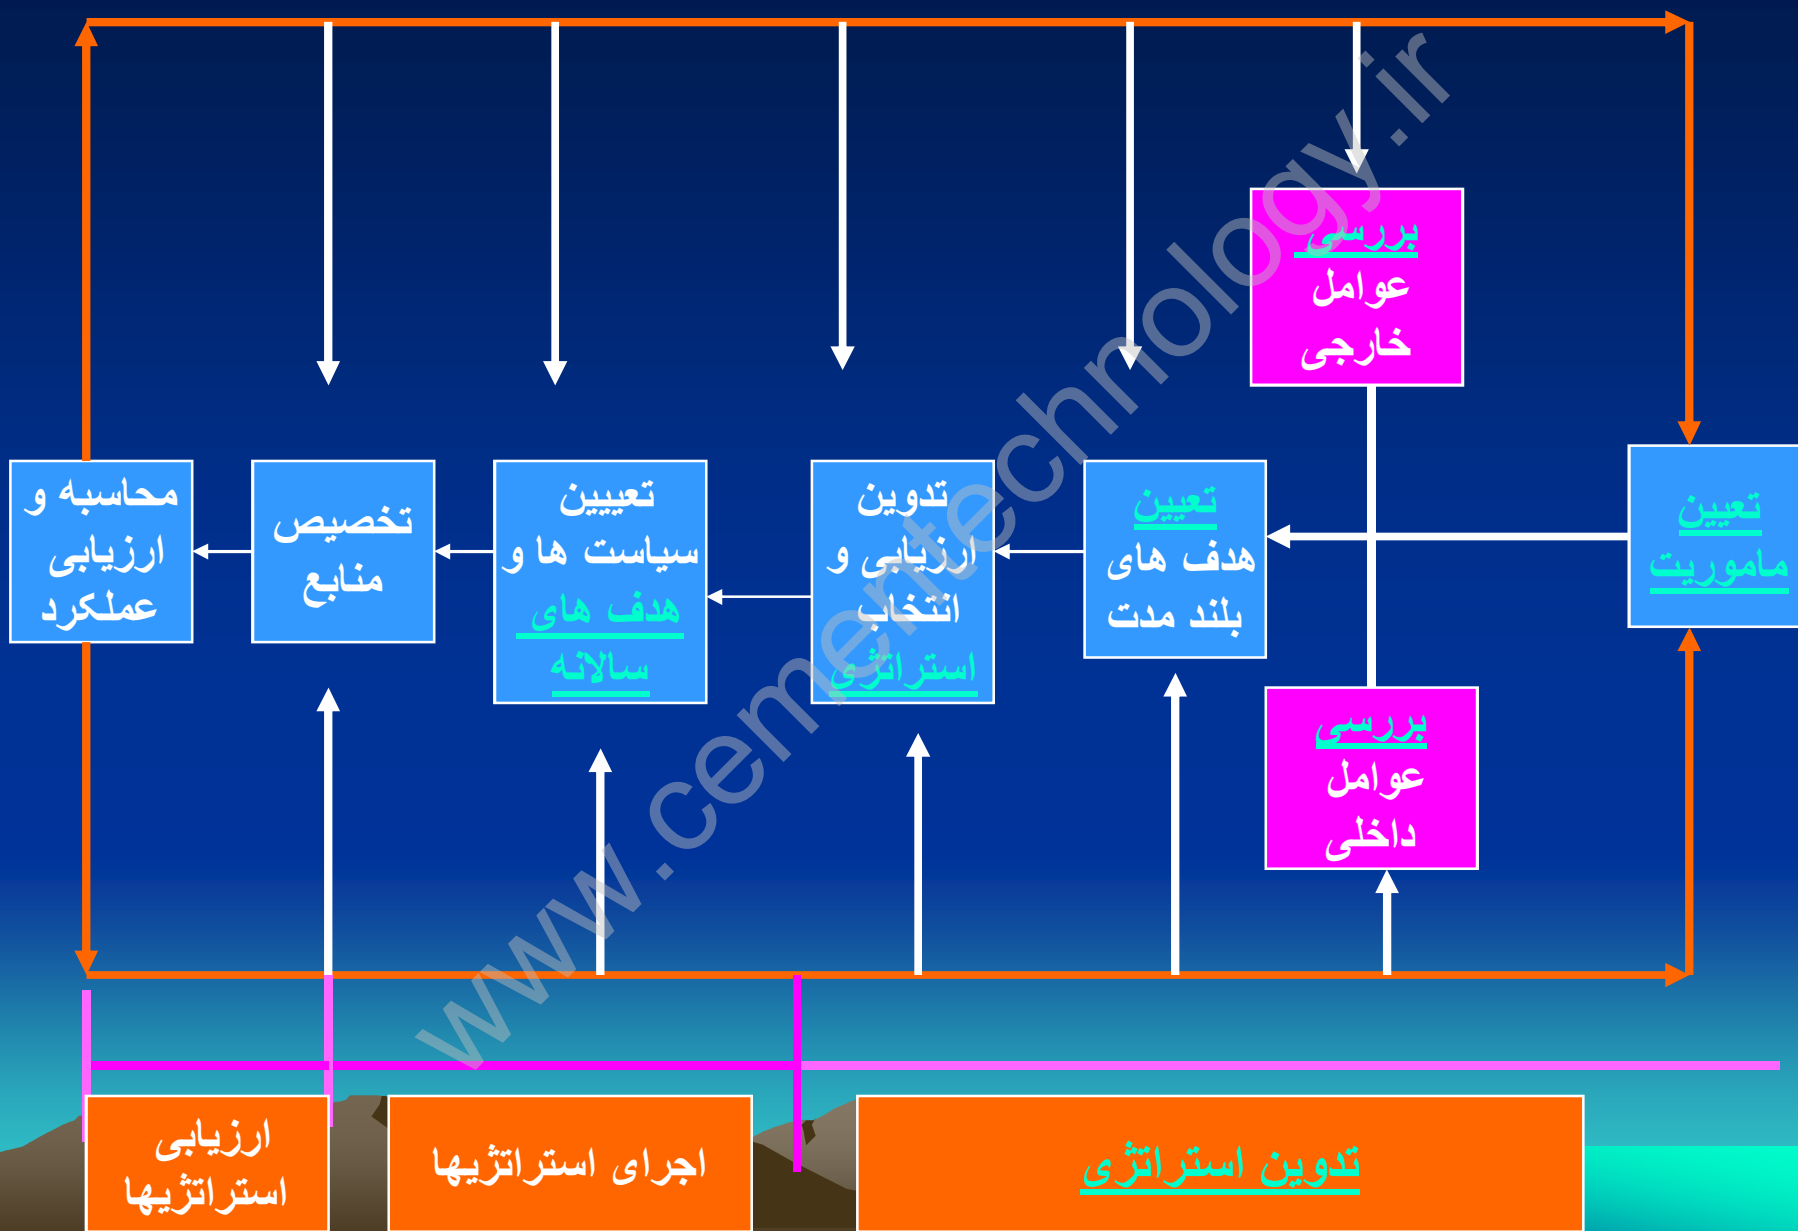 بررسی
عوامل
خارجی
تعیین
ماموریت
تعیین
هدف های
بلند مدت
تدوین
ارزیابی و
انتخاب
استراتژی
تعییین
سیاست ها و
هدف های
سالانه
تخصیص
منابع
محاسبه و
ارزیابی
عملکرد
بررسی
عوامل
داخلی
تدوین استراتژی
اجرای استراتژیها
ارزیابی
استراتژیها
www.cementechnology.ir